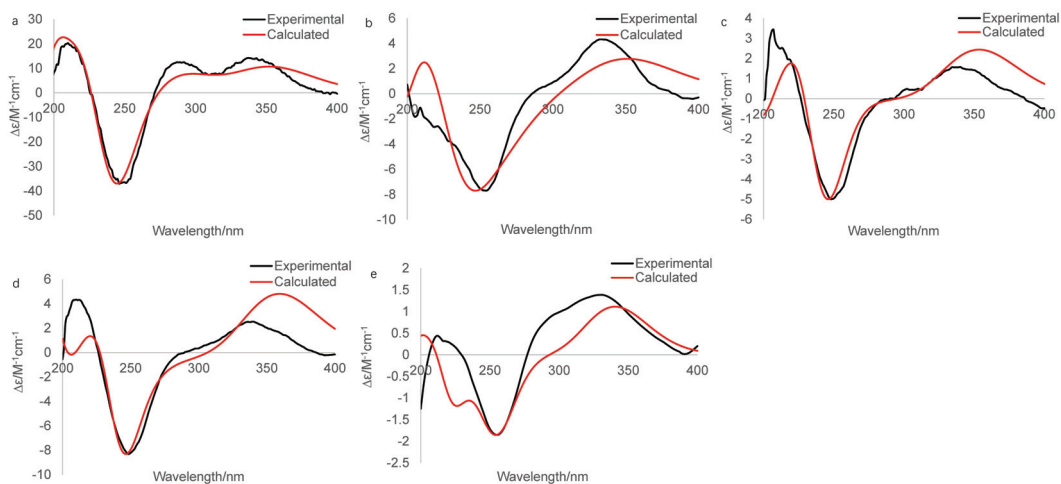 a
Experimental
Calculated
30
20
10
0
-10
-20
-30
-40
-50
200 250 300 350 400
Δε/M⁻¹cm⁻¹
Wavelength/nm
b
Experimental
Calculated
6
4
2
0
-2
-4
-6
-8
-10
200 250 300 350 400
Δε/M⁻¹cm⁻¹
Wavelength/nm
c
Experimental
Calculated
4
3
2
1
0
-1
-2
-3
-4
-5
-6
200 250 300 350 400
Δε/M⁻¹cm⁻¹
Wavelength/nm
d
Experimental
Calculated
6
4
2
0
-2
-4
-6
-8
-10
200 250 300 350 400
Δε/M⁻¹cm⁻¹
Wavelength/nm
e
Experimental
Calculated
2
1.5
1
0.5
0
-0.5
-1
-1.5
-2
-2.5
200 250 300 350 400
Δε/M⁻¹cm⁻¹
Wavelength/nm